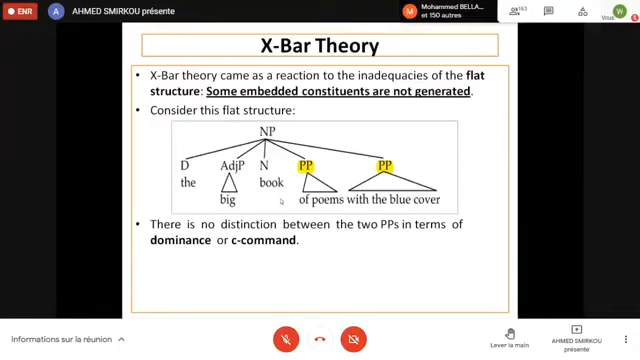 ENR
A
AHMED SMIRKOU présente
M
Mohammed BELLA...
et 150 autres
163
W
Vous
X-Bar Theory
X-Bar theory came as a reaction to the inadequacies of the flat
structure: Some embedded constituents are not generated.
Consider this flat structure:
NP
D AdjP N PP PP
the book
big of poems with the blue cover
There is no distinction between the two PPs in terms of
dominance or c-command.
Informations sur la réunion
Lever la main
AHMED SMIRKOU
présente